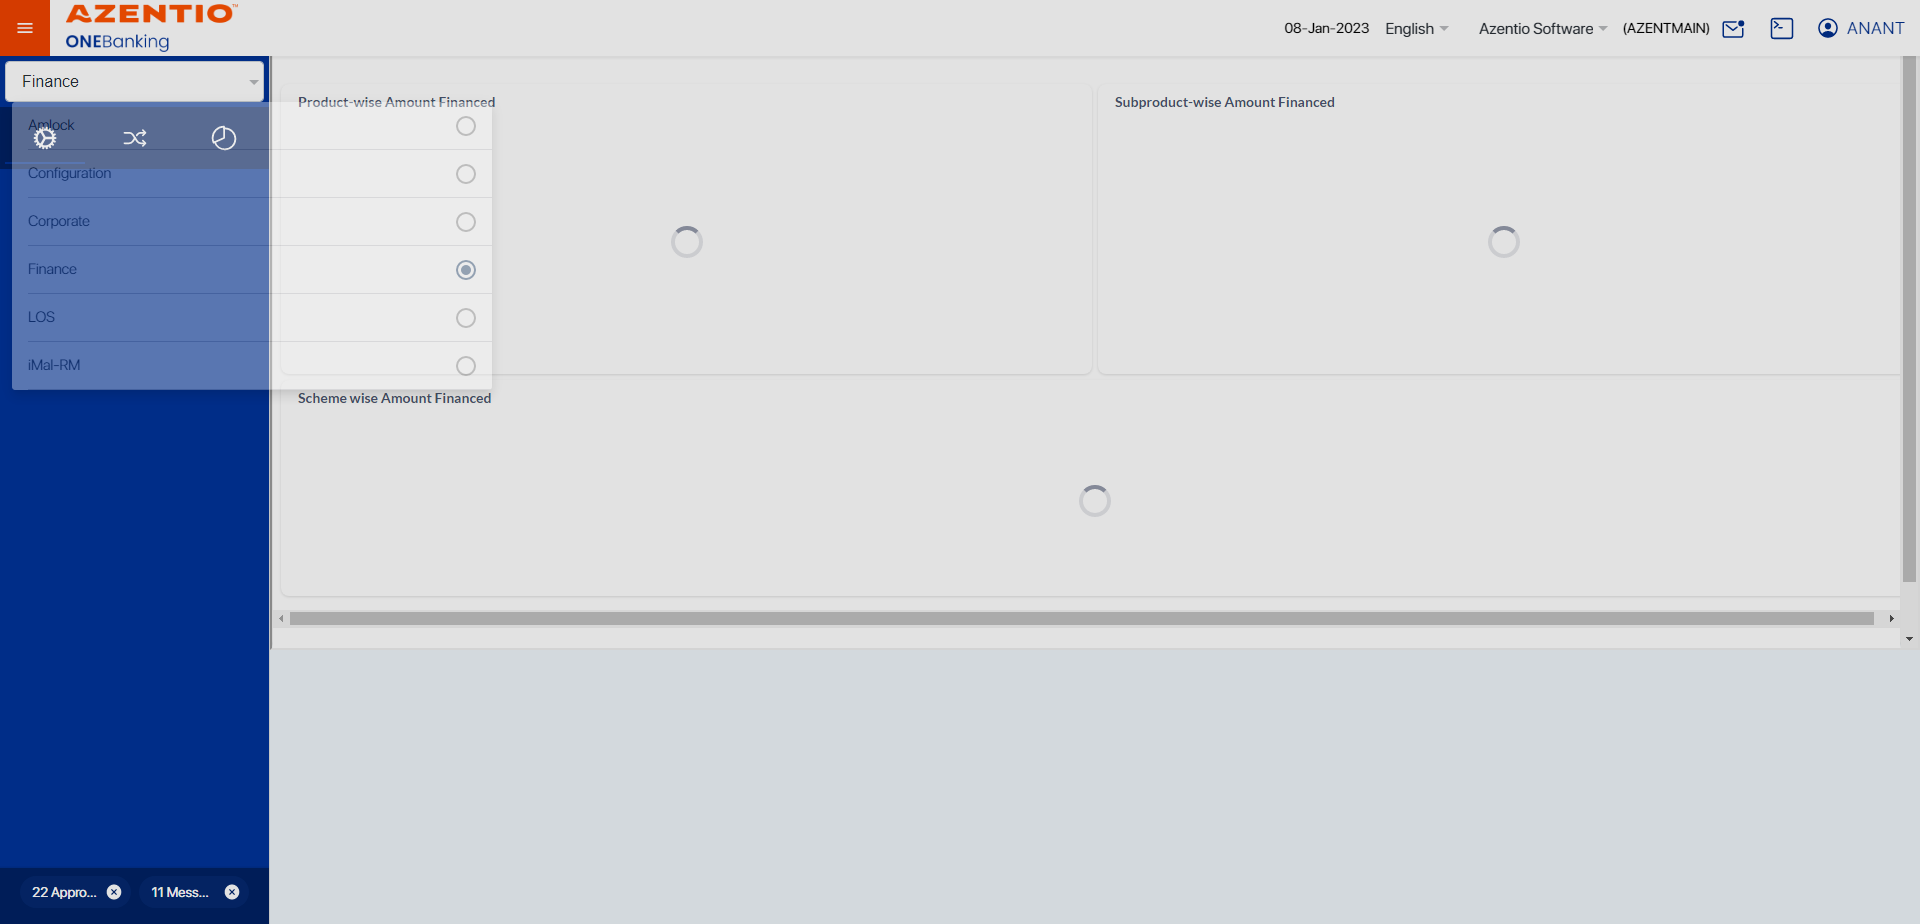 AZENTIO™
ONEBanking
08-Jan-2023 English Azentio Software (AZENTMAIN) ANANT
Finance
Amlock
Configuration
Corporate
Finance
LOS
iMal-RM
Product-wise Amount Financed
Subproduct-wise Amount Financed
Scheme wise Amount Financed
22 Appro... 11 Mess...